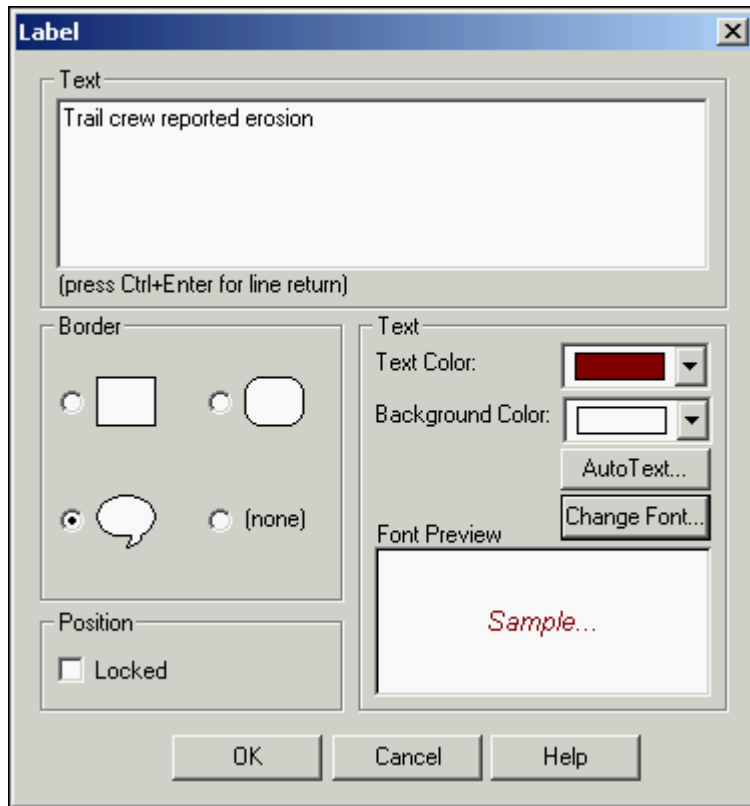 Label
Text
Trail crew reported erosion
(press Ctrl+Enter for line return)
Border
(none)
Position
Locked
Text
Text Color:
Background Color:
AutoText...
Change Font...
Font Preview
Sample...
OK
Cancel
Help